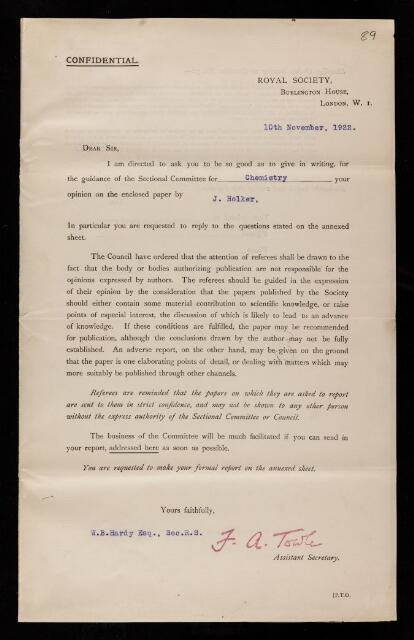 89
CONFIDENTIAL.
ROYAL SOCIETY,
BURLINGTON HOUSE,
LONDON, W. 1.
10th November, 1922.
DEAR SIR,
I am directed to ask you to be so good as to give in writing, for
the guidance of the Sectional Committee for Chemistry your
opinion on the enclosed paper by J. Holker.
In particular you are requested to reply to the questions stated on the annexed
sheet.
The Council have ordered that the attention of referees shall be drawn to the
fact that the body or bodies authorizing publication are not responsible for the
opinions expressed by authors. The referees should be guided in the expression
of their opinion by the consideration that the papers published by the Society
should either contain some material contribution to scientific knowledge, or raise
points of especial interest, the discussion of which is likely to lead to an advance
of knowledge. If these conditions are fulfilled, the paper may be recommended
for publication, although the conclusions drawn by the author may not be fully
established. An adverse report, on the other hand, may be given on the ground
that the paper is one elaborating points of detail, or dealing with matters which may
more suitably be published through other channels.
Referees are reminded that the papers on which they are asked to report
are sent to them in strict confidence, and may not be shown to any other person
without the express authority of the Sectional Committee or Council.
The business of the Committee will be much facilitated if you can send in
your report, addressed here as soon as possible.
You are requested to make your formal report on the annexed sheet.
Yours faithfully,
W.B.Hardy Esq., Sec.R.S.
F. A. Towle
Assistant Secretary.
[P.T.O.